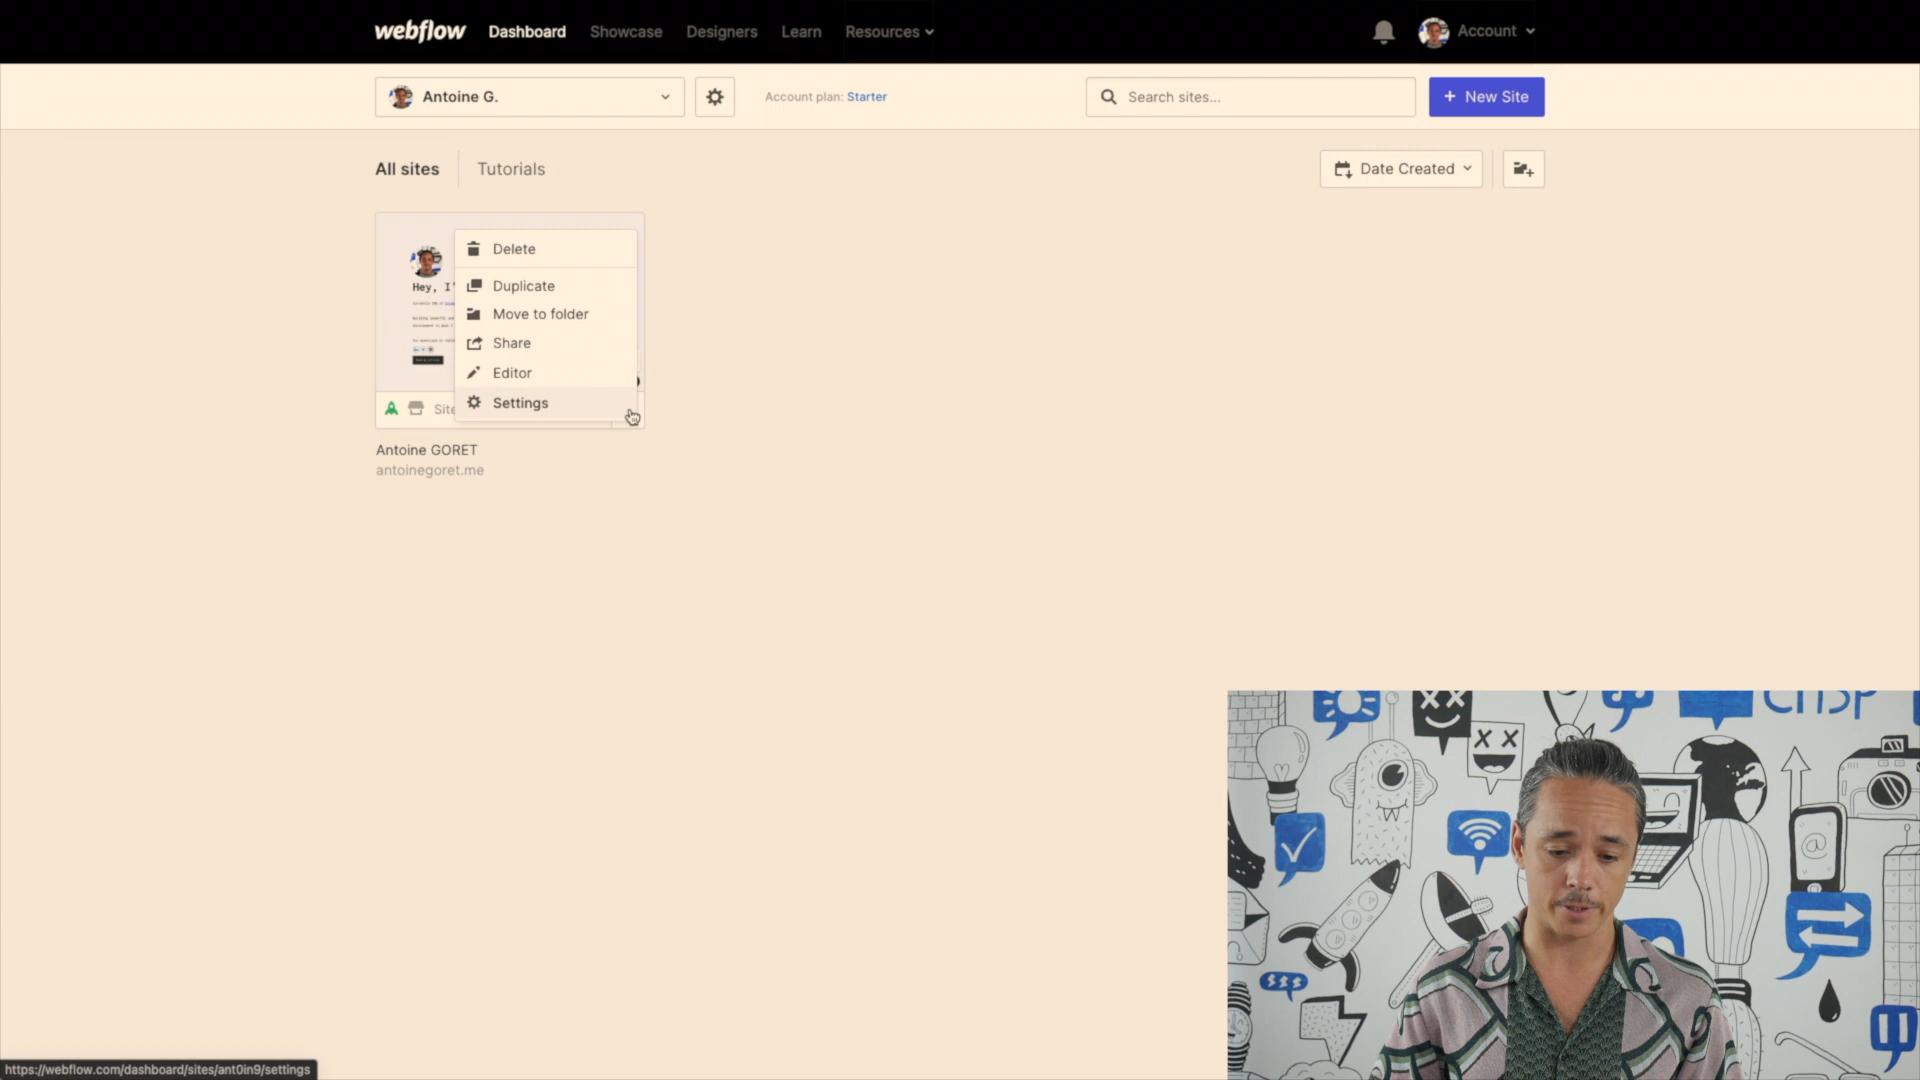 webflow Dashboard Showcase Designers Learn Resources Account
Antoine G. Account plan: Starter Search sites... + New Site
All sites Tutorials Date Created
Delete
Hey, I'
Duplicate
Move to folder
Share
Editor
Settings
Site
Antoine GORET
antoinegoret.me
crisp
@
$$$
https://webflow.com/dashboard/sites/ant0in9/settings